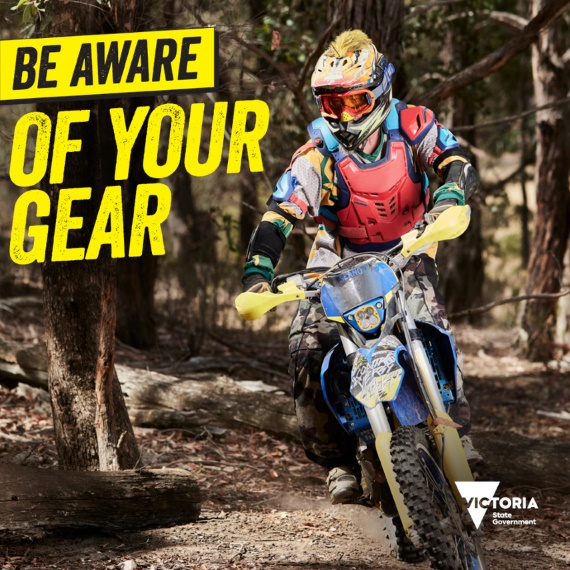 BE AWARE
OF YOUR
GEAR
VICTORIA
State
Government